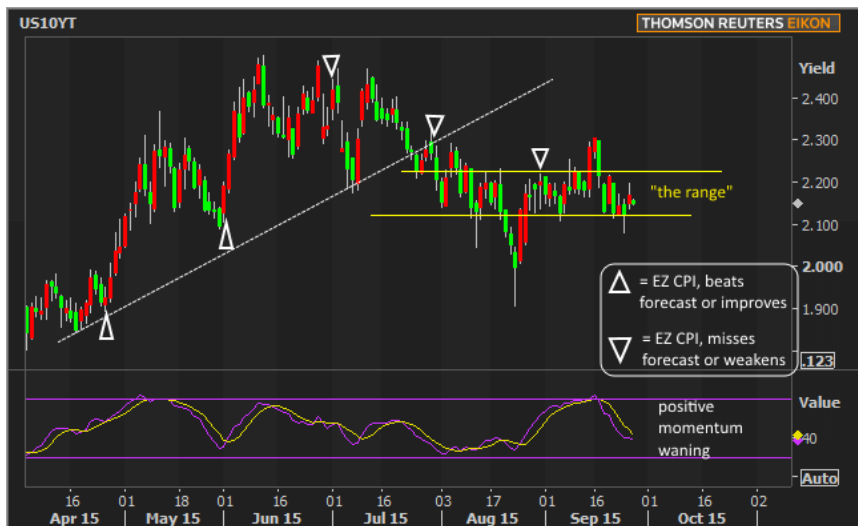 US10YT
THOMSON REUTERS EIKON
Yield
2.400
2.300
2.200
"the range"
2.100
2.000
= EZ CPI, beats
forecast or improves
1.900
= EZ CPI, misses
forecast or weakens
.123
Value
positive
momentum
waning
40
Auto
16 01 18 01 16 01 16 03 17 01 16 01 16 02
Apr 15 May 15 Jun 15 Jul 15 Aug 15 Sep 15 Oct 15